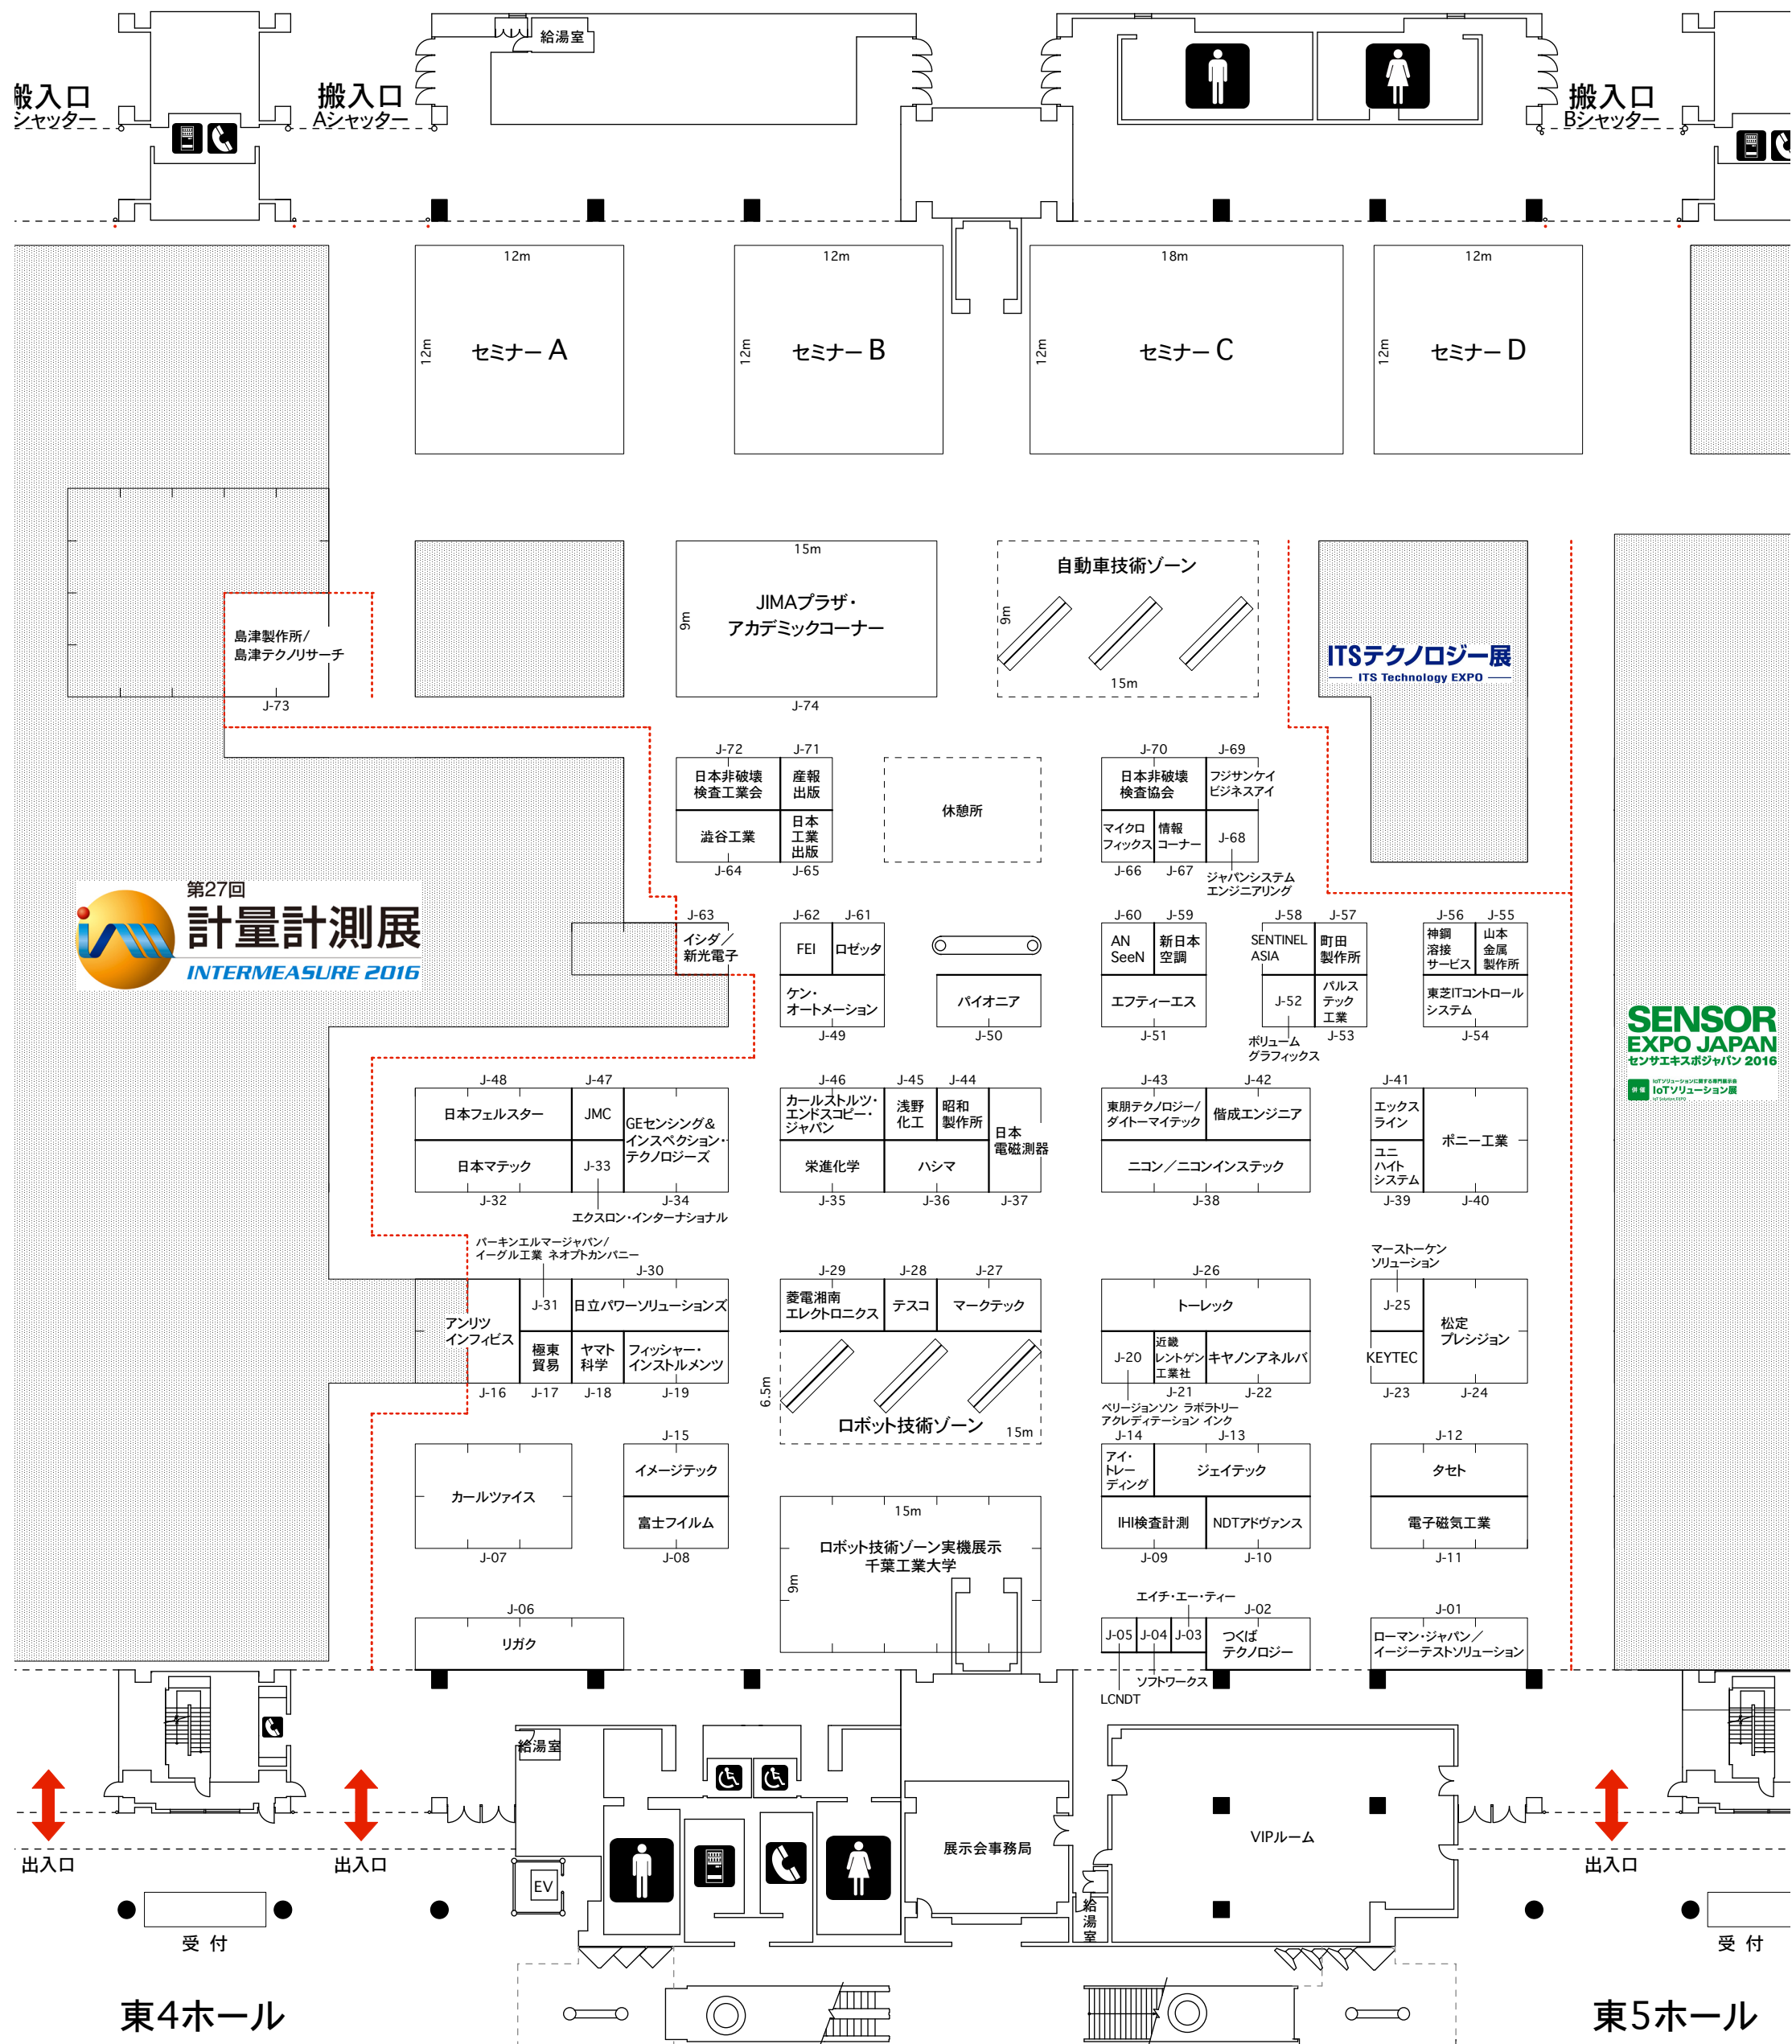 給湯室
搬入口
シャッター
搬入口
Aシャッター
搬入口
Bシャッター
12m
12m
セミナー A
12m
12m
セミナー B
18m
12m
セミナー C
12m
12m
セミナー D
島津製作所/
島津テクノリサーチ
J-73
15m
9m
JIMAプラザ・
アカデミックコーナー
J-74
自動車技術ゾーン
9m
15m
ITSテクノロジー展
ITS Technology EXPO
J-72
日本非破壊
検査工業会
J-71
産報
出版
澁谷工業
J-64
日本
工業
出版
J-65
休憩所
J-70
日本非破壊
検査協会
J-69
フジサンケイ
ビジネスアイ
マイクロ
フィックス
J-66
情報
コーナー
J-67
J-68
ジャパンシステム
エンジニアリング
第27回
計量計測展
INTERMEASURE 2016
J-63
イシダ／
新光電子
J-62
FEI
J-61
ロゼッタ
ケン・
オートメーション
J-49
パイオニア
J-50
J-60
AN
SeeN
J-59
新日本
空調
エフティーエス
J-51
J-58
SENTINEL
ASIA
J-57
町田
製作所
J-52
ボリューム
グラフィックス
パルス
テック
工業
J-53
J-56
神鋼
溶接
サービス
J-55
山本
金属
製作所
東芝ITコントロール
システム
J-54
SENSOR
EXPO JAPAN
センサエキスポジャパン 2016
併催
IoTソリューションに関する専門展示会
IoTソリューション展
IoT Solution EXPO
J-48
日本フェルスター
J-47
JMC
GEセンシング&
インスペクション・
テクノロジーズ
J-34
日本マテック
J-32
J-33
エクスロン・インターナショナル
J-46
カールストルツ・
エンドスコピー・
ジャパン
J-45
浅野
化工
J-44
昭和
製作所
日本
電磁測器
J-37
栄進化学
J-35
ハシマ
J-36
J-43
東朋テクノロジー/
ダイトーマイテック
J-42
偕成エンジニア
ニコン／ニコンインステック
J-38
J-41
エックス
ライン
ポニー工業
J-40
ユニ
ハイト
システム
J-39
パーキンエルマージャパン/
イーグル工業 ネオプトカンパニー
J-31
J-30
日立パワーソリューションズ
アンリツ
インフィビス
J-16
極東
貿易
J-17
ヤマト
科学
J-18
フィッシャー・
インストルメンツ
J-19
J-29
菱電湘南
エレクトロニクス
J-28
テスコ
J-27
マークテック
6.5m
ロボット技術ゾーン
15m
J-26
トーレック
J-20
ペリージョンソン ラボラトリー
アクレディテーション インク
近畿
レントゲン
工業社
J-21
キヤノンアネルバ
J-22
マーストーケン
ソリューション
J-25
松定
プレシジョン
J-24
KEYTEC
J-23
カールツァイス
J-07
J-15
イメージテック
富士フイルム
J-08
15m
9m
ロボット技術ゾーン実機展示
千葉工業大学
J-14
アイ・
トレー
ディング
J-13
ジェイテック
IHI検査計測
J-09
NDTアドヴァンス
J-10
J-12
タセト
電子磁気工業
J-11
J-06
リガク
エイチ・エー・ティー
J-05
J-04
J-03
LCNDT
ソフトワークス
J-02
つくば
テクノロジー
J-01
ローマン・ジャパン／
イージーテストソリューション
給湯室
EV
展示会事務局
VIPルーム
給湯室
出入口
出入口
出入口
受 付
受 付
東4ホール
東5ホール